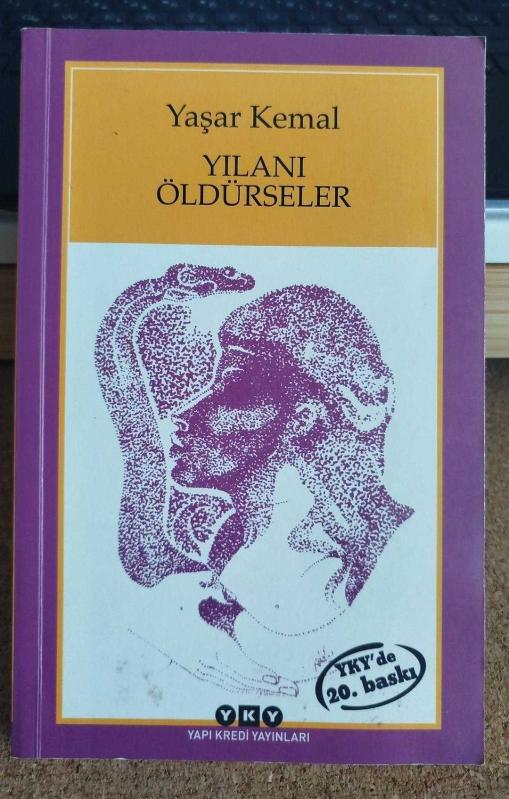 Yaşar Kemal
YILANI
ÖLDÜRSELER
YKY'de
20. baskı
YKY
YAPI KREDİ YAYINLARI